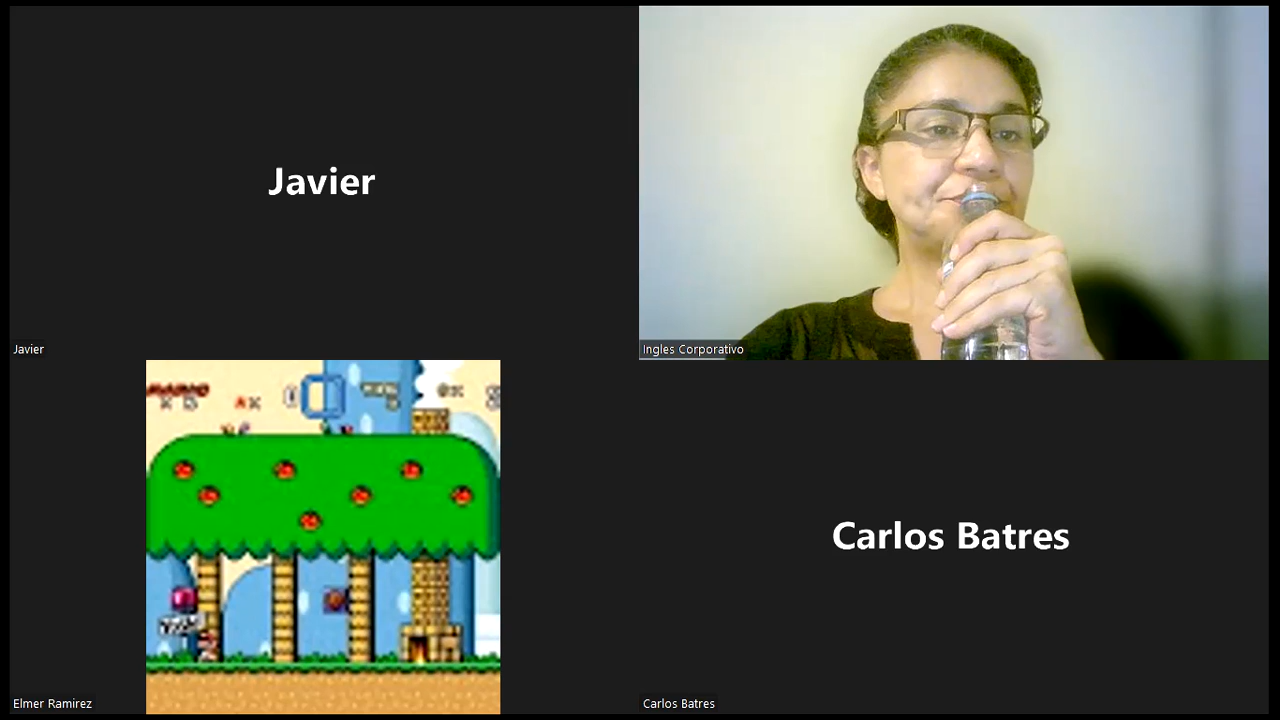 Javier
Javier
Ingles Corporativo
MARIO
Carlos Batres
Elmer Ramirez
Carlos Batres